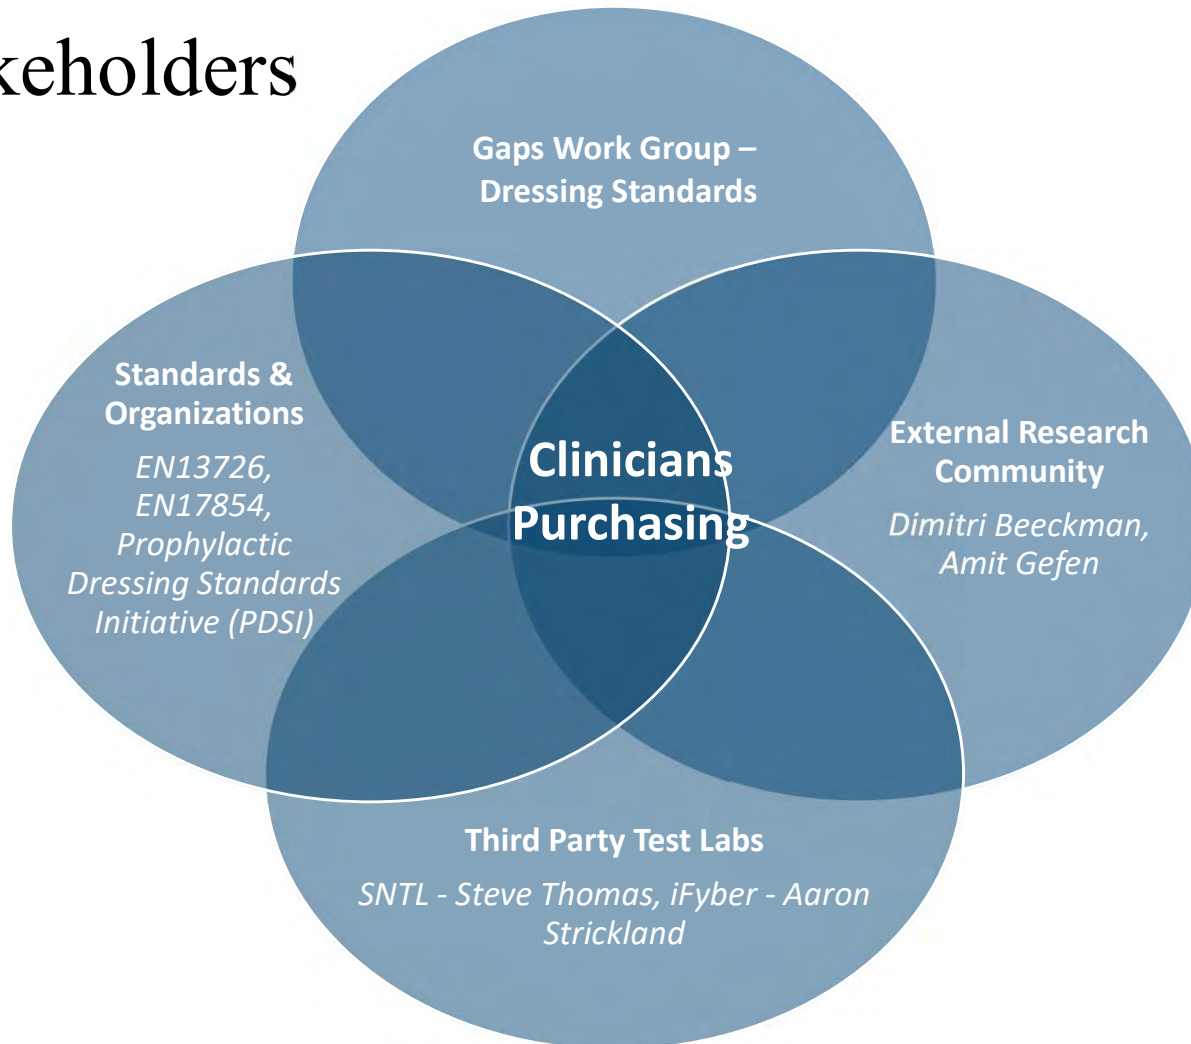 keholders
Gaps Work Group –
Dressing Standards
Standards &
Organizations
EN13726,
EN17854,
Prophylactic
Dressing Standards
Initiative (PDSI)
Clinicians
Purchasing
External Research
Community
Dimitri Beeckman,
Amit Gefen
Third Party Test Labs
SNTL - Steve Thomas, iFyber - Aaron
Strickland